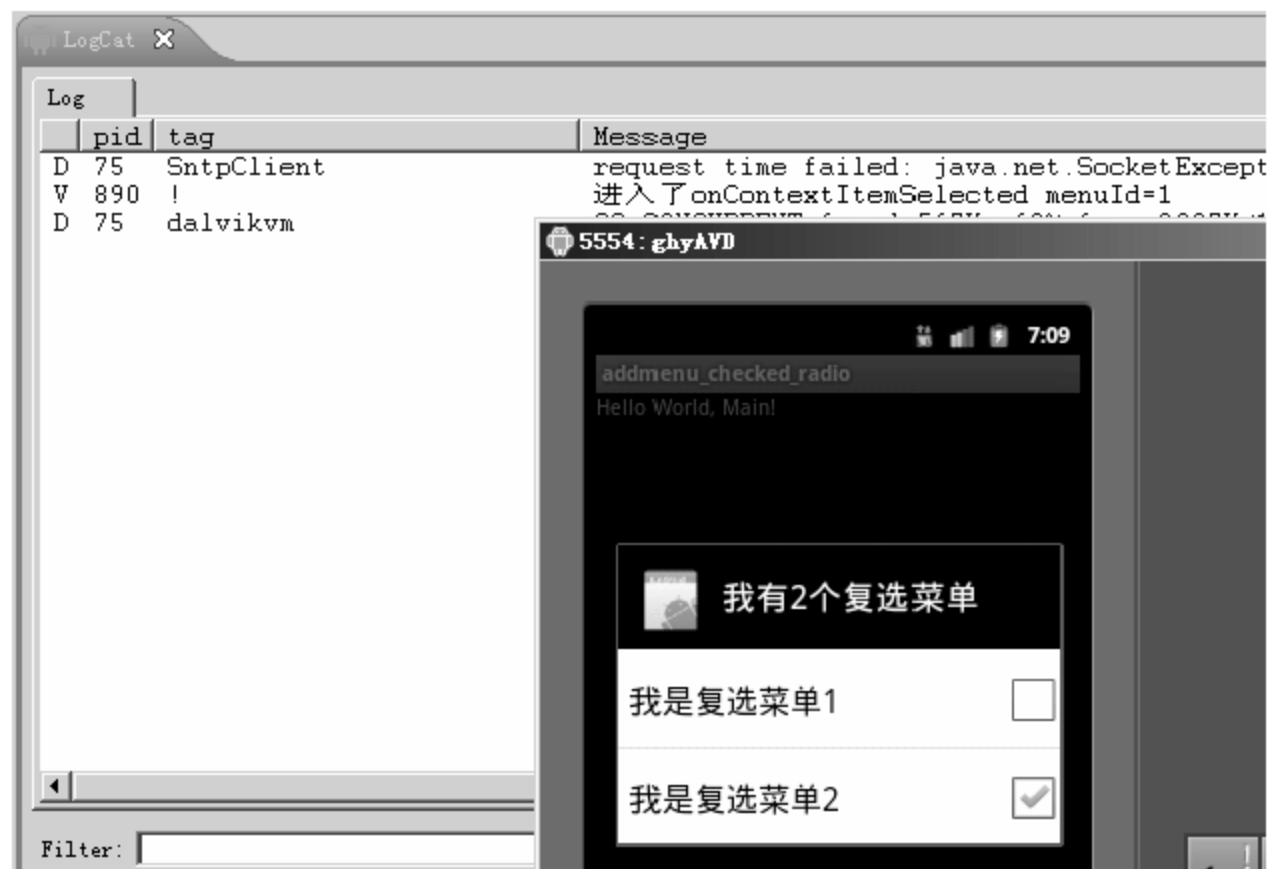 LogCat
Log
pid tag Message
D 75 SntpClient request time failed: java.net.SocketExcept
V 890 ! 进入了onContextItemSelected menuId=1
D 75 dalvikvm
5554:ghyAVD
7:09
addmenu_checked_radio
Hello World, Main!
我有2个复选菜单
我是复选菜单1
我是复选菜单2
Filter: